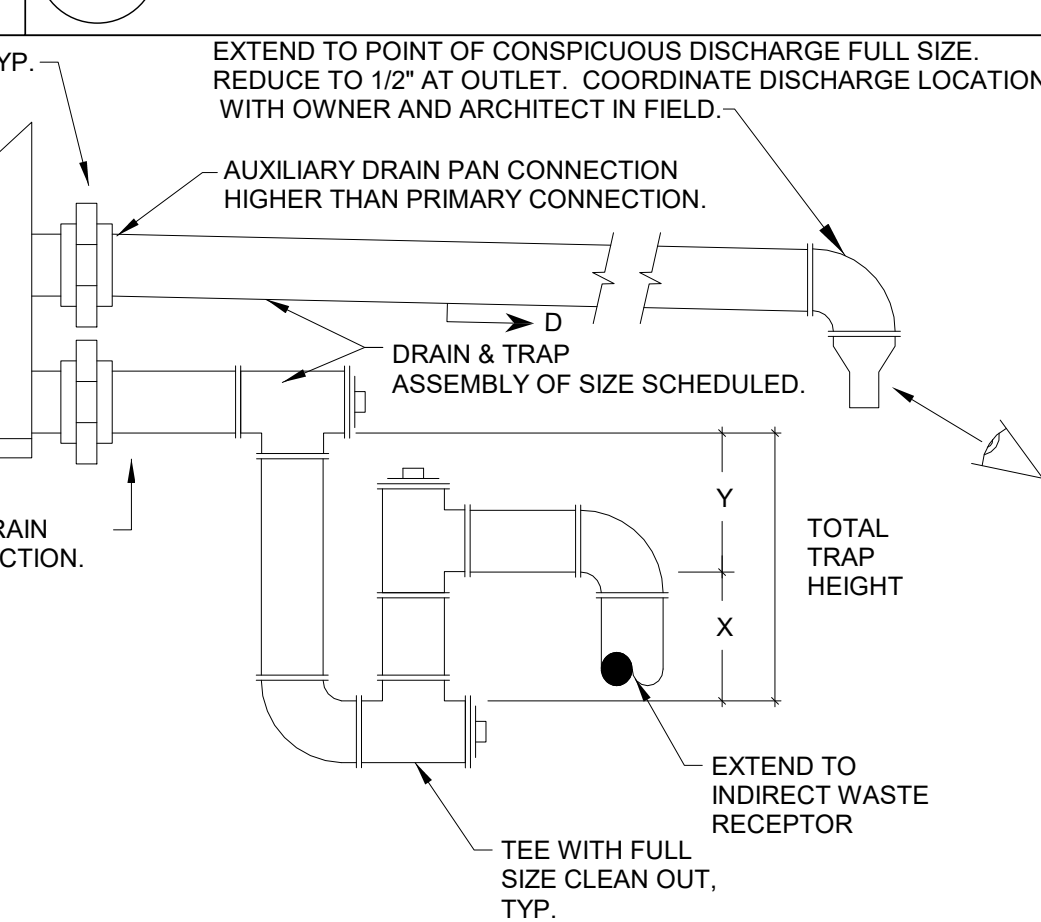 YP.
EXTEND TO POINT OF CONSPICUOUS DISCHARGE FULL SIZE.
REDUCE TO 1/2" AT OUTLET. COORDINATE DISCHARGE LOCATION
WITH OWNER AND ARCHITECT IN FIELD.
AUXILIARY DRAIN PAN CONNECTION
HIGHER THAN PRIMARY CONNECTION.
D
DRAIN & TRAP
ASSEMBLY OF SIZE SCHEDULED.
Y
RAIN
CTION.
TOTAL
TRAP
HEIGHT
X
EXTEND TO
INDIRECT WASTE
RECEPTOR
TEE WITH FULL
SIZE CLEAN OUT,
TYP.